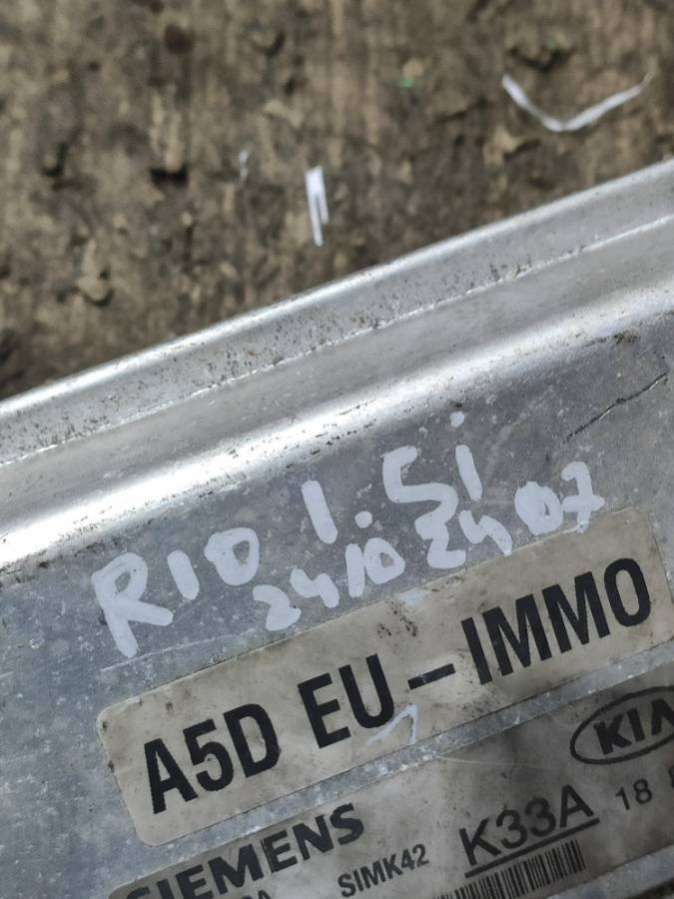 RIO 1.5i
24102407
A5D EU-IMMO
KIA
SIEMENS
SIMK42
K33A
18